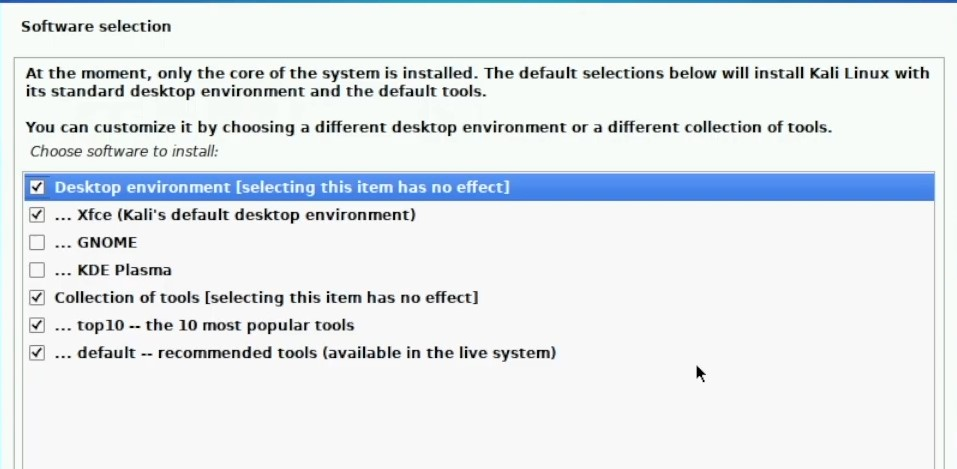 Software selection
At the moment, only the core of the system is installed. The default selections below will install Kali Linux with
its standard desktop environment and the default tools.
You can customize it by choosing a different desktop environment or a different collection of tools.
Choose software to install:
Desktop environment [selecting this item has no effect]
... Xfce (Kali's default desktop environment)
... GNOME
... KDE Plasma
Collection of tools [selecting this item has no effect]
... top10 -- the 10 most popular tools
... default -- recommended tools (available in the live system)